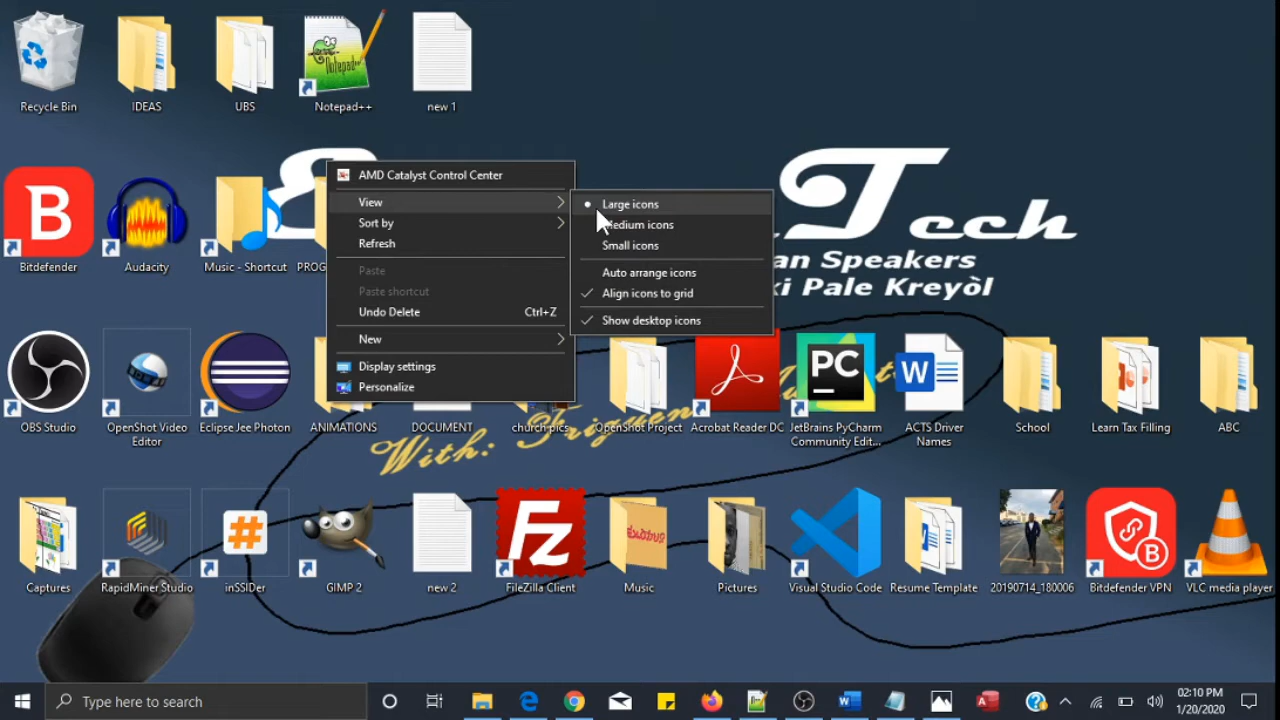 Recycle Bin
IDEAS
UBS
Notepad++
new 1
Tech
Bitdefender
Audacity
Music - Shortcut
an Speakers
ki Pale Kreyòl
AMD Catalyst Control Center
View
Sort by
Refresh
Paste
Paste shortcut
Undo Delete Ctrl+Z
New
Display settings
Personalize
Large icons
Medium icons
Small icons
Auto arrange icons
Align icons to grid
Show desktop icons
OBS Studio
OpenShot Video
Editor
Eclipse Jee Photon
ANIMATIONS
DOCUMENT
church pics
OpenShot Project
Acrobat Reader DC
JetBrains PyCharm
Community Edit...
ACTS Driver
Names
School
Learn Tax Filling
ABC
With:
Captures
RapidMiner Studio
inSSIDer
GIMP 2
new 2
FileZilla Client
Music
Pictures
Visual Studio Code
Resume Template
20190714_180006
Bitdefender VPN
VLC media player
Type here to search
02:10 PM
1/20/2020